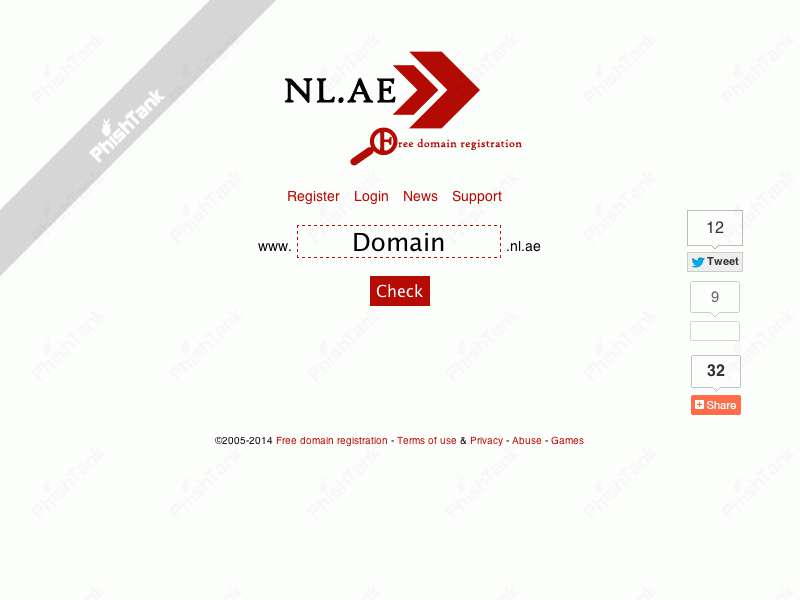 PhishTank
NL.AE
Free domain registration
Register Login News Support
www. Domain .nl.ae
Check
12
Tweet
9
32
Share
©2005-2014 Free domain registration - Terms of use & Privacy - Abuse - Games